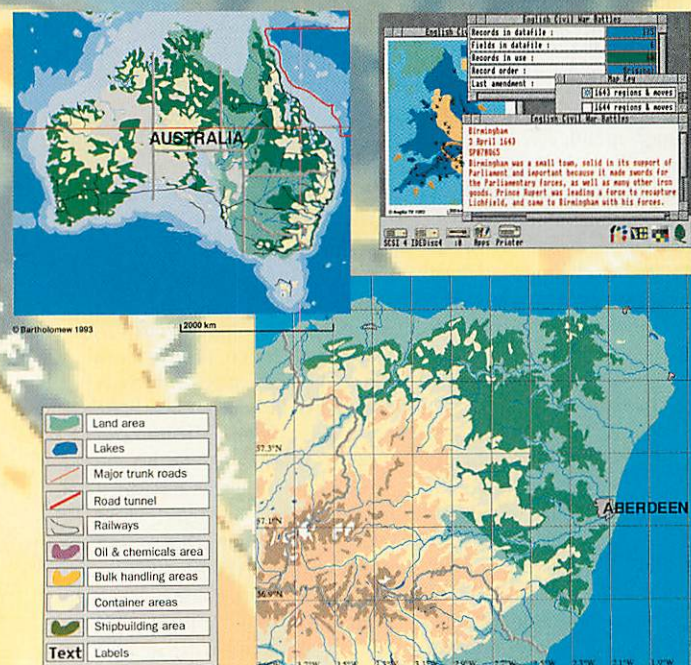 AUSTRALIA
© Bartholomew 1993
2000 km
English Civil War Battles
Records in datafile :
Fields in datafile :
Records in use :
Record order :
Last amendment :
Map Key
1643 regions & moves
1644 regions & moves
English Civil War Battles
Birmingham
3 April 1643
SP070865
Birmingham was a small town, solid in its support of
Parliament and important because it made swords for
the Parliamentary forces, as well as many other iron
goods. Prince Rupert was leading a force to recapture
Lichfield, and came to Birmingham with his forces.
SCSI 4
IDEDisc4
:0
Apps
Printer
57.3°N
57.1°N
56.9°N
ABERDEEN
Land area
Lakes
Major trunk roads
Road tunnel
Railways
Oil & chemicals area
Bulk handling areas
Container areas
Shipbuilding area
Text
Labels